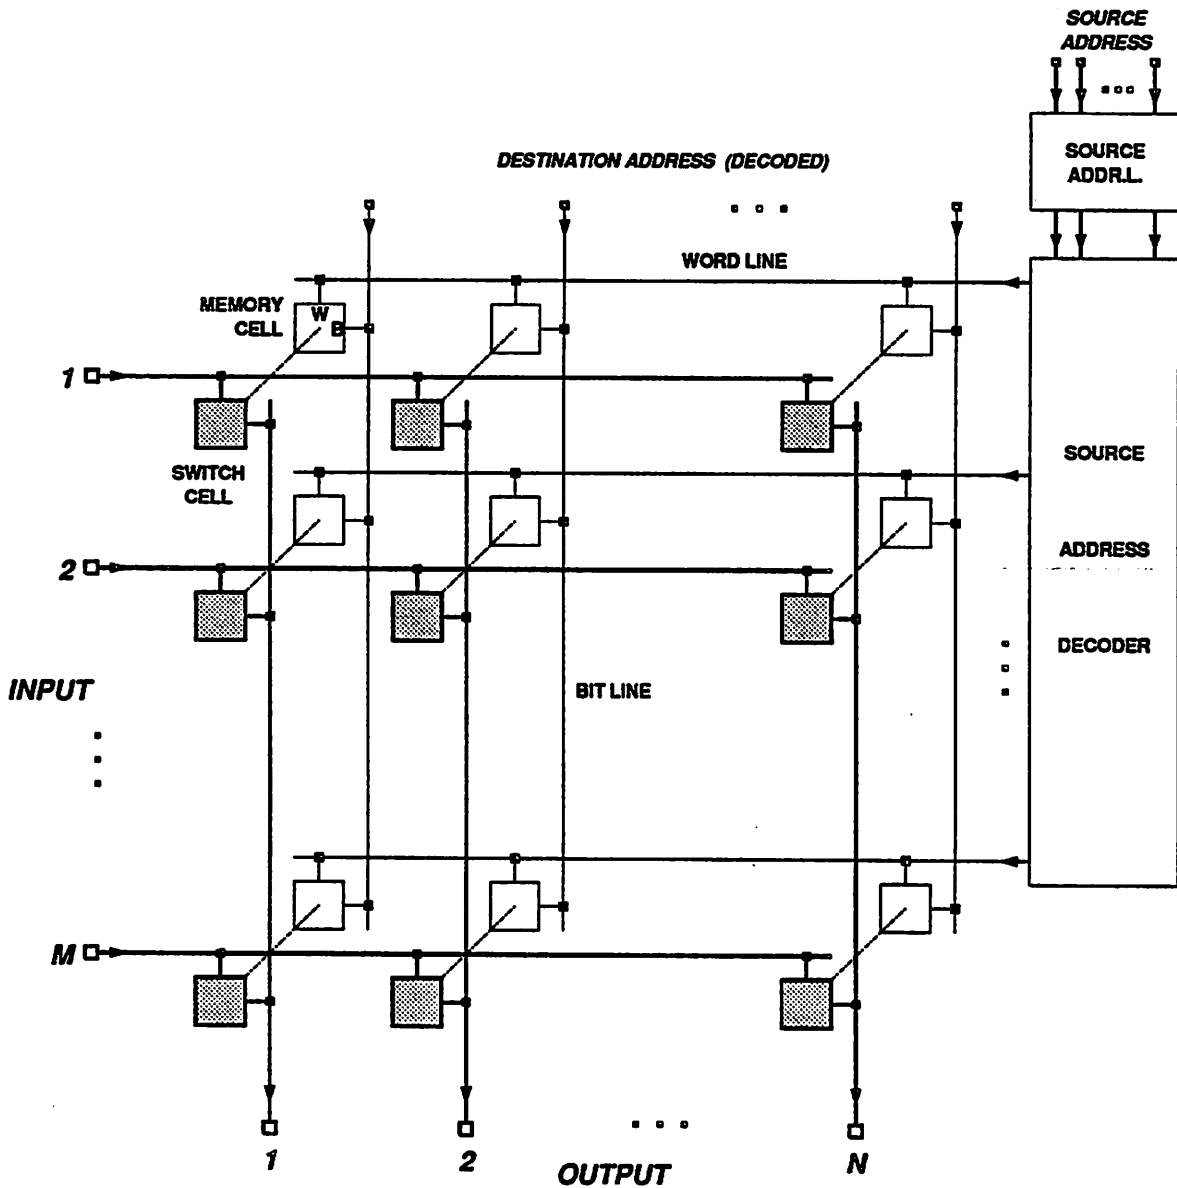 SOURCE
ADDRESS
SOURCE
ADDR.L.
DESTINATION ADDRESS (DECODED)
WORD LINE
MEMORY
CELL
W
B
1
SWITCH
CELL
SOURCE
2
ADDRESS
DECODER
INPUT
BIT LINE
M
1
2
N
OUTPUT